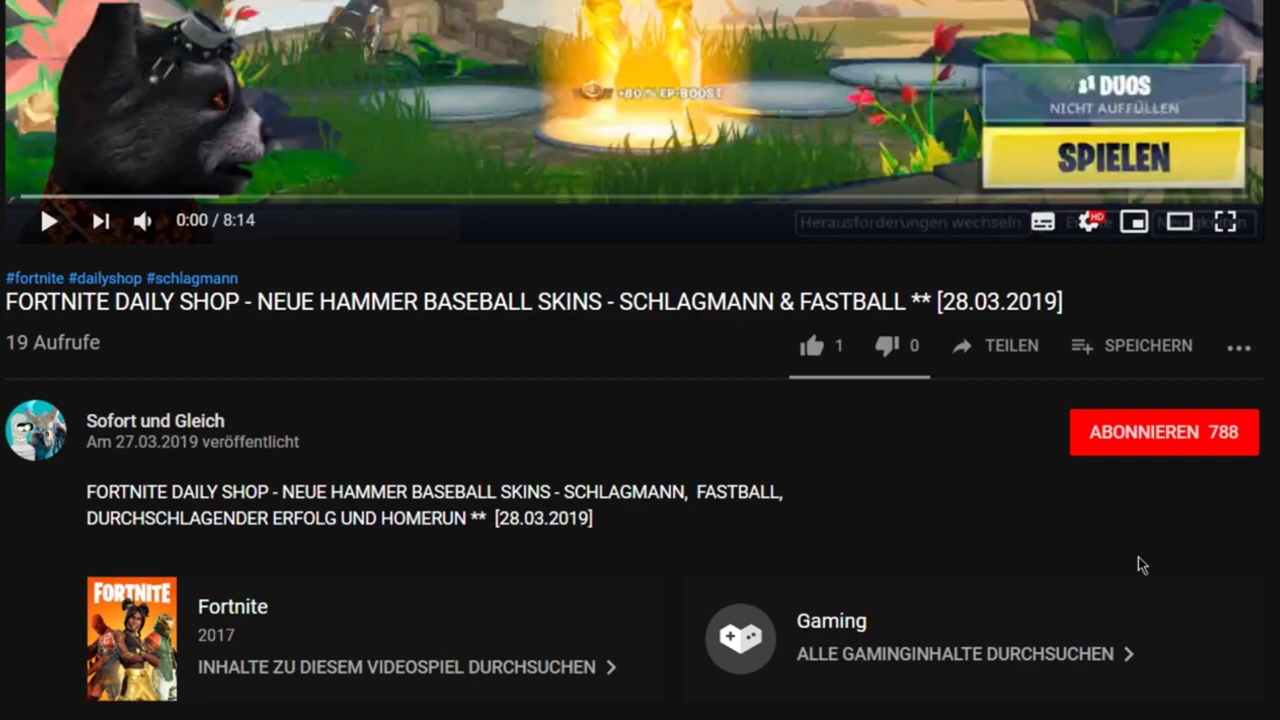 +80 % EP-BOOST
DUOS
NICHT AUFFÜLLEN
SPIELEN
0:00 / 8:14
Herausforderungen wechseln
HD
#fortnite #dailyshop #schlagmann
FORTNITE DAILY SHOP - NEUE HAMMER BASEBALL SKINS - SCHLAGMANN & FASTBALL ** [28.03.2019]
19 Aufrufe
1 0 TEILEN SPEICHERN
Sofort und Gleich
Am 27.03.2019 veröffentlicht
ABONNIEREN 788
FORTNITE DAILY SHOP - NEUE HAMMER BASEBALL SKINS - SCHLAGMANN, FASTBALL,
DURCHSCHLAGENDER ERFOLG UND HOMERUN ** [28.03.2019]
FORTNITE
Fortnite
2017
INHALTE ZU DIESEM VIDEOSPIEL DURCHSUCHEN
Gaming
ALLE GAMINGINHALTE DURCHSUCHEN